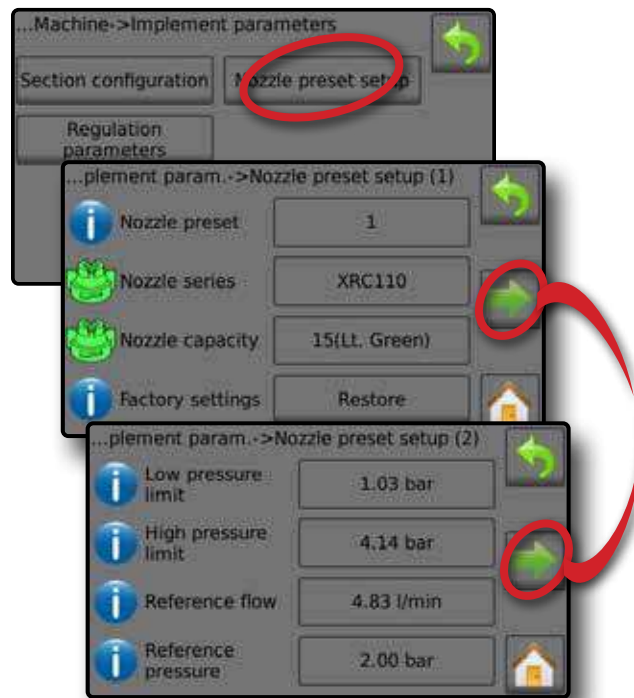 ...Machine->Implement parameters
Section configuration Nozzle preset setup
Regulation
parameters
...plement param.->Nozzle preset setup (1)
Nozzle preset 1
Nozzle series XRC110
Nozzle capacity 15(Lt. Green)
Factory settings Restore
...plement param.->Nozzle preset setup (2)
Low pressure
limit 1.03 bar
High pressure
limit 4.14 bar
Reference flow 4.83 l/min
Reference
pressure 2.00 bar